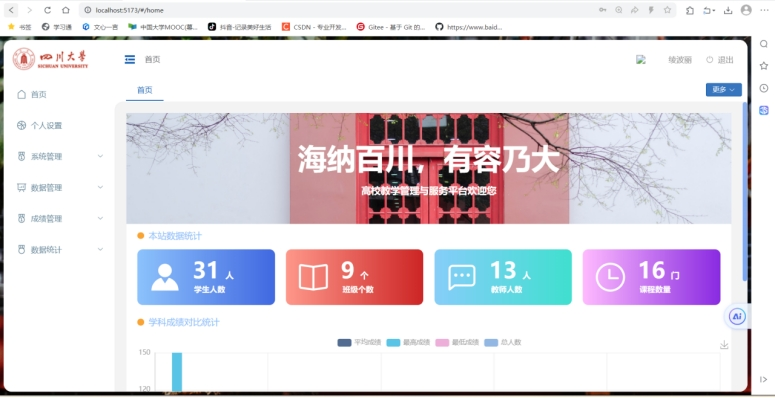 localhost:5173/#/home
书签
学习通
文心一言
中国大学MOOC(慕...
抖音-记录美好生活
CSDN - 专业开发...
Gitee - 基于 Git 的...
https://www.baid...
四川大学
SICHUAN UNIVERSITY
首页
绫波丽
退出
首页
更多
首页
个人设置
系统管理
数据管理
成绩管理
数据统计
海纳百川，有容乃大
高校教学管理与服务平台欢迎您
本站数据统计
31 人
学生人数
9 个
班级个数
13 人
教师人数
16 门
课程数量
Ai
学科成绩对比统计
平均成绩 最高成绩 最低成绩 总人数
150
120